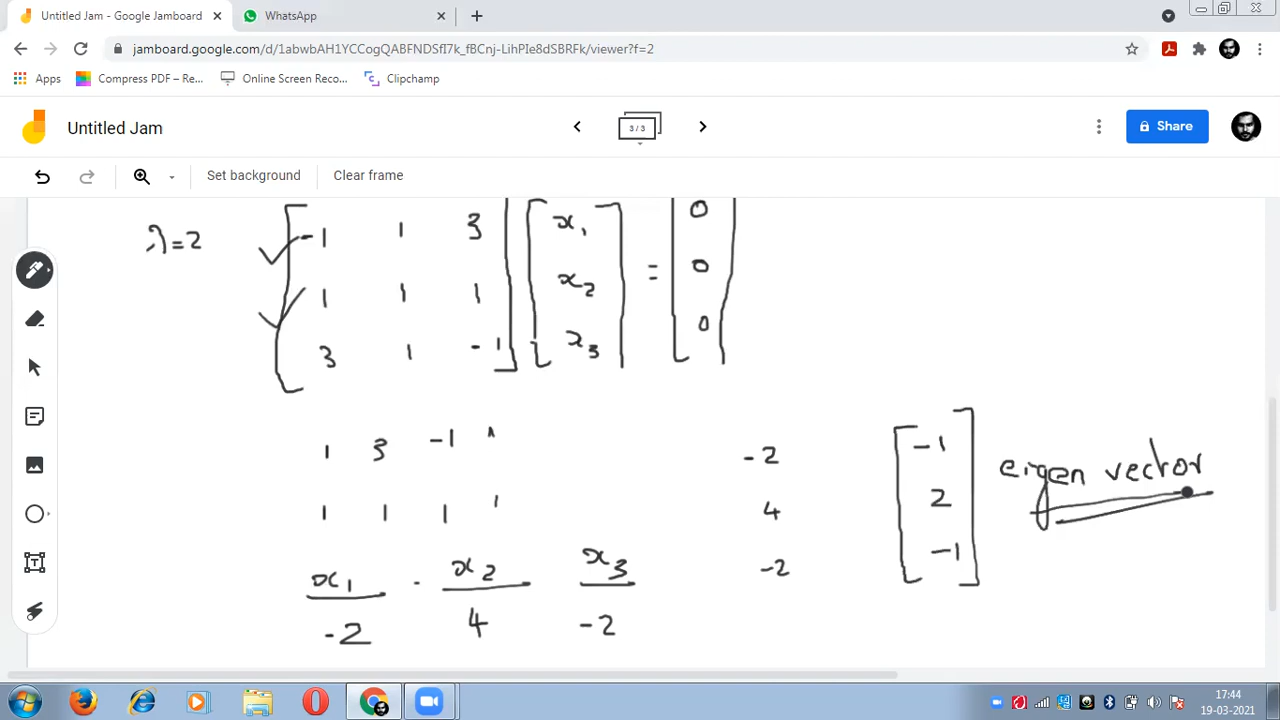 Untitled Jam - Google Jamboard × WhatsApp × +
jamboard.google.com/d/1abwbAH1YCCogQABFNDSfI7k_fBCnj-LihPIe8dSBRFk/viewer?f=2
Apps Compress PDF – Re... Online Screen Reco... Clipchamp
Untitled Jam 3 / 3 Share
Set background Clear frame
λ=2 -1 1 3 x1 0
1 1 1 x2 = 0
3 1 -1 x3 0
1 3 -1 1 -2 -1 eigen vector
1 1 1 1 4 2
x1 x2 x3 -2 -1
-2 4 -2
17:44
19-03-2021